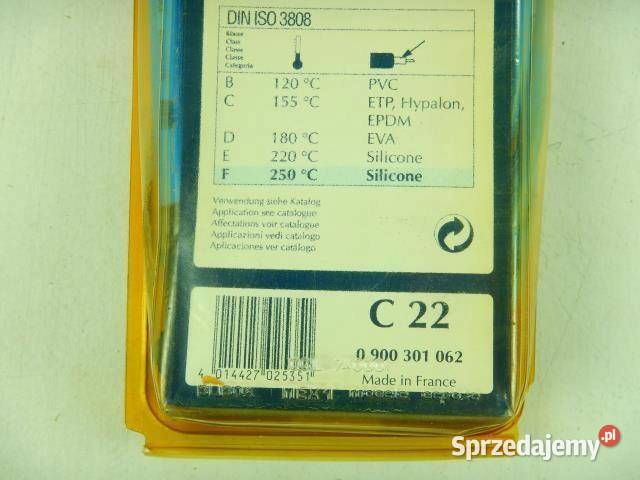 DIN ISO 3808
Klasse
Class
Classe
Classe
Categoria
B 120 °C PVC
C 155 °C ETP, Hypalon,
EPDM
D 180 °C EVA
E 220 °C Silicone
F 250 °C Silicone
Verwendung siehe Katalog
Application see catalogue
Affectations voir catalogue
Applicazioni vedi catalogo
Aplicaciones ver catálogo
C 22
0 900 301 062
4 014427 025351
Made in France
Sprzedajemy.pl